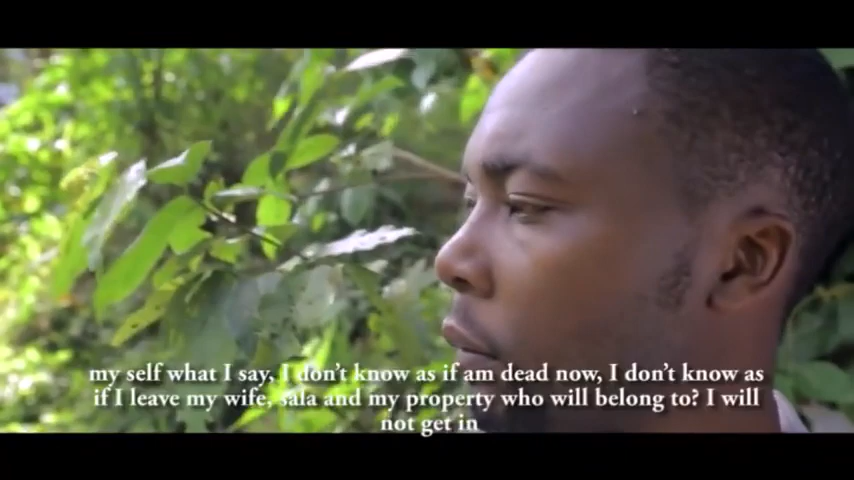 my self what I say, I don't know as if am dead now, I don't know as
if I leave my wife, sala and my property who will belong to? I will
not get in